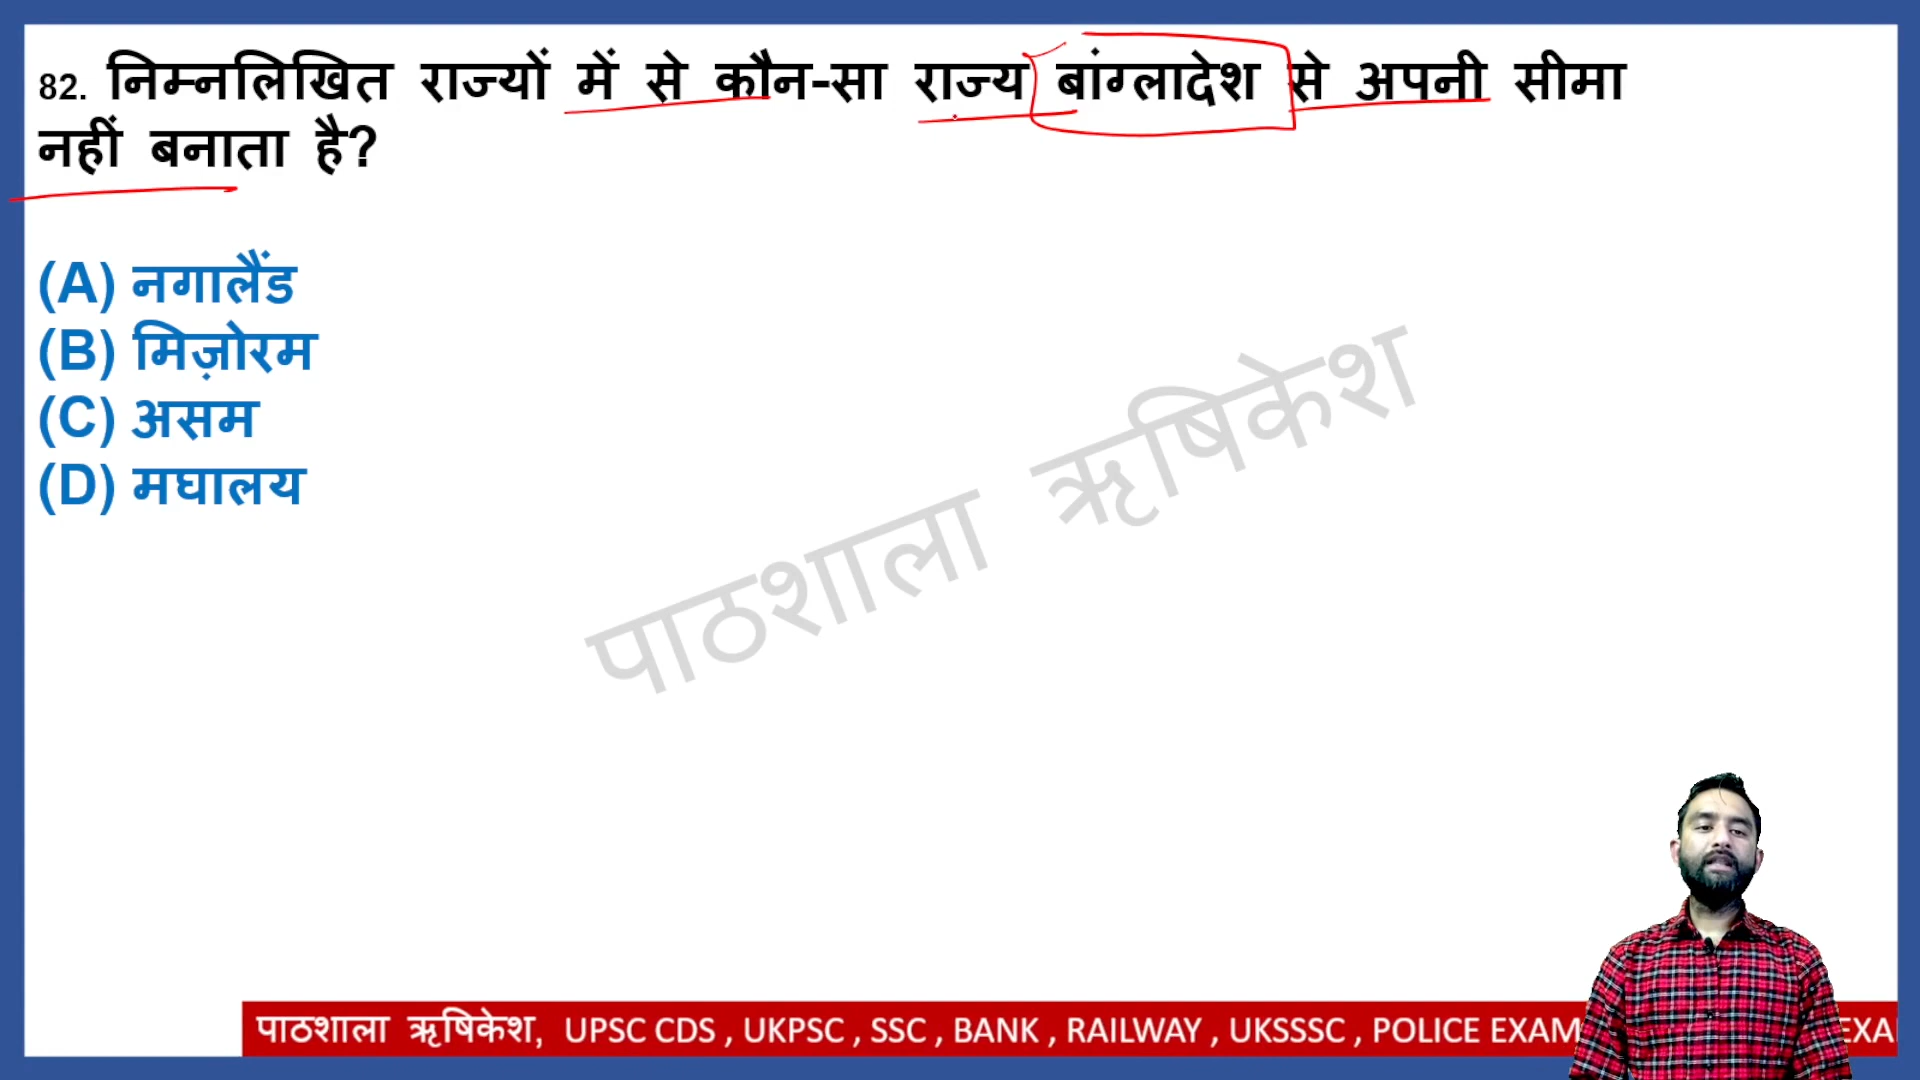 82. निम्नलिखित राज्यों में से कौन-सा राज्य बांग्लादेश से अपनी सीमा
नहीं बनाता है?
(A) नगालैंड
(B) मिज़ोरम
(C) असम
(D) मघालय
पाठशाला ऋषिकेश
पाठशाला ऋषिकेश, UPSC CDS , UKPSC , SSC , BANK , RAILWAY , UKSSSC , POLICE EXAM